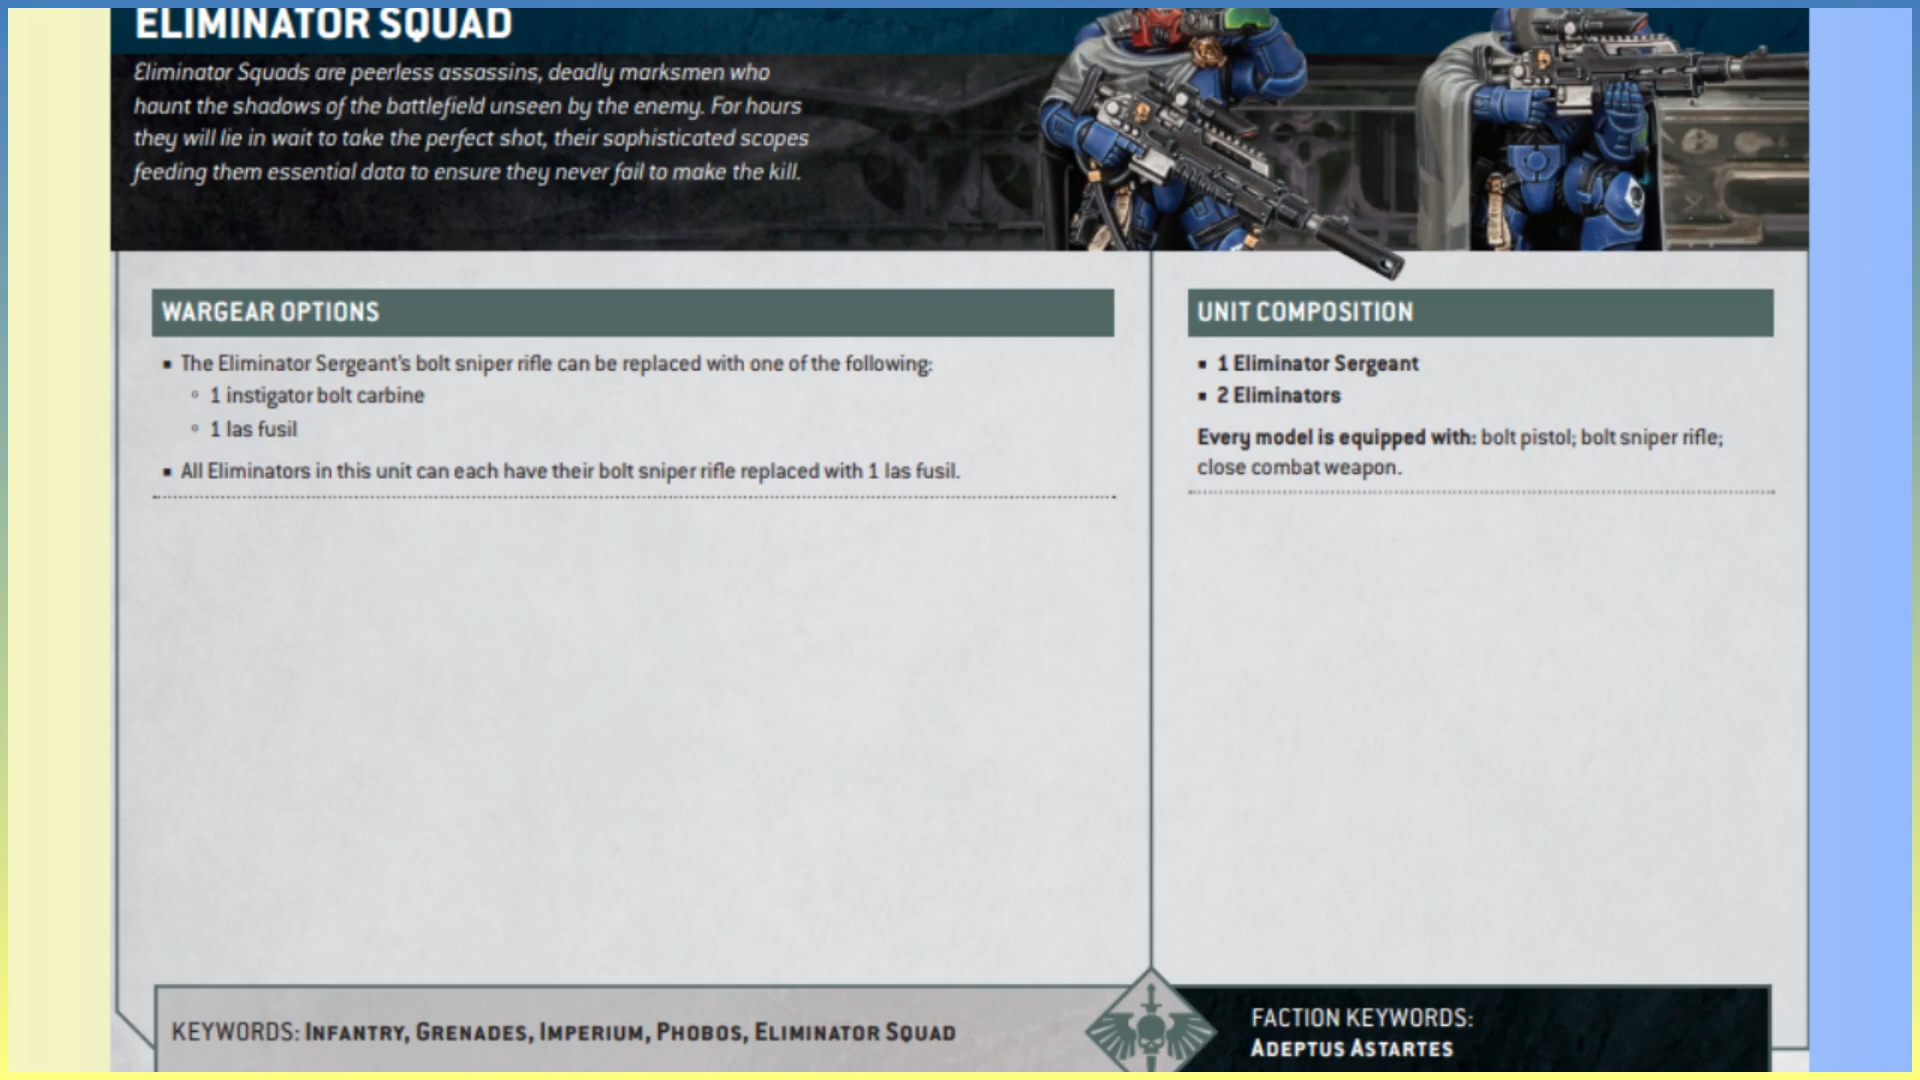 ELIMINATOR SQUAD
Eliminator Squads are peerless assassins, deadly marksmen who
haunt the shadows of the battlefield unseen by the enemy. For hours
they will lie in wait to take the perfect shot, their sophisticated scopes
feeding them essential data to ensure they never fail to make the kill.
WARGEAR OPTIONS
▪ The Eliminator Sergeant's bolt sniper rifle can be replaced with one of the following:
◦ 1 instigator bolt carbine
◦ 1 las fusil
▪ All Eliminators in this unit can each have their bolt sniper rifle replaced with 1 las fusil.
UNIT COMPOSITION
▪ 1 Eliminator Sergeant
▪ 2 Eliminators
Every model is equipped with: bolt pistol; bolt sniper rifle;
close combat weapon.
KEYWORDS: INFANTRY, GRENADES, IMPERIUM, PHOBOS, ELIMINATOR SQUAD
FACTION KEYWORDS:
ADEPTUS ASTARTES